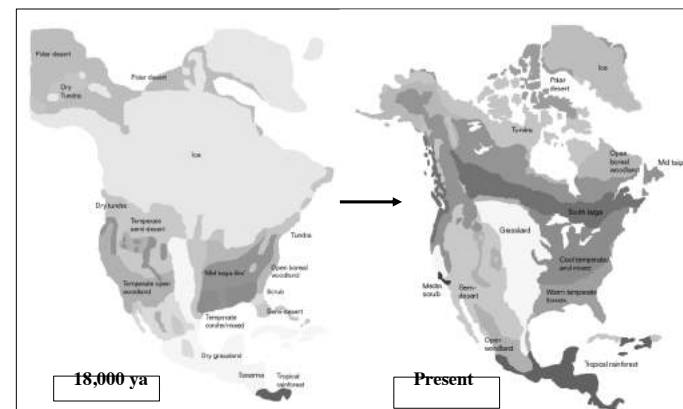 Polar desert
Polar desert
Dry
Tundra
Ice
Dry tundra
Temperate
semi-desert
Tundra
'Mid taiga-like'
Open boreal
woodland
Temperate open
woodland
Scrub
Semi-desert
Temperate
conifer/mixed
Dry grassland
Savanna
Tropical
rainforest
18,000 ya
Ice
Polar
desert
Tundra
Open
boreal
woodland
Mid taiga
South taiga
Grassland
Cool temperate
and mixed
Warm temperate
forests
Medit.
scrub
Semi-
desert
Open
woodland
Tropical rainforest
Present